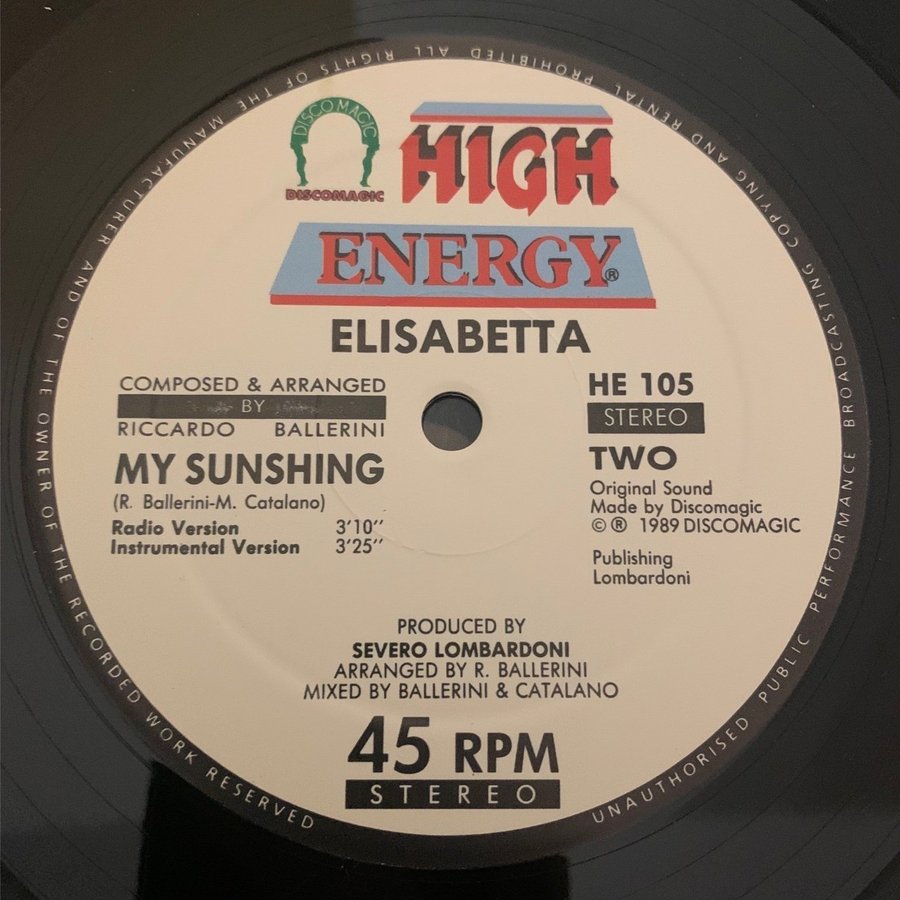 DISCOMAGIC
DISCOMAGIC
HIGH
ENERGY®
ELISABETTA
COMPOSED & ARRANGED
BY
RICCARDO BALLERINI
MY SUNSHING
(R. Ballerini-M. Catalano)
Radio Version 3'10''
Instrumental Version 3'25''
HE 105
STEREO
TWO
Original Sound
Made by Discomagic
© ® 1989 DISCOMAGIC
Publishing
Lombardoni
PRODUCED BY
SEVERO LOMBARDONI
ARRANGED BY R. BALLERINI
MIXED BY BALLERINI & CATALANO
45 RPM
STEREO
UNAUTHORISED PUBLIC PERFORMANCE BROADCASTING COPYING AND RENTAL PROHIBITED ALL RIGHTS OF THE MANUFACTURER AND OF THE OWNER OF THE RECORDED WORK RESERVED